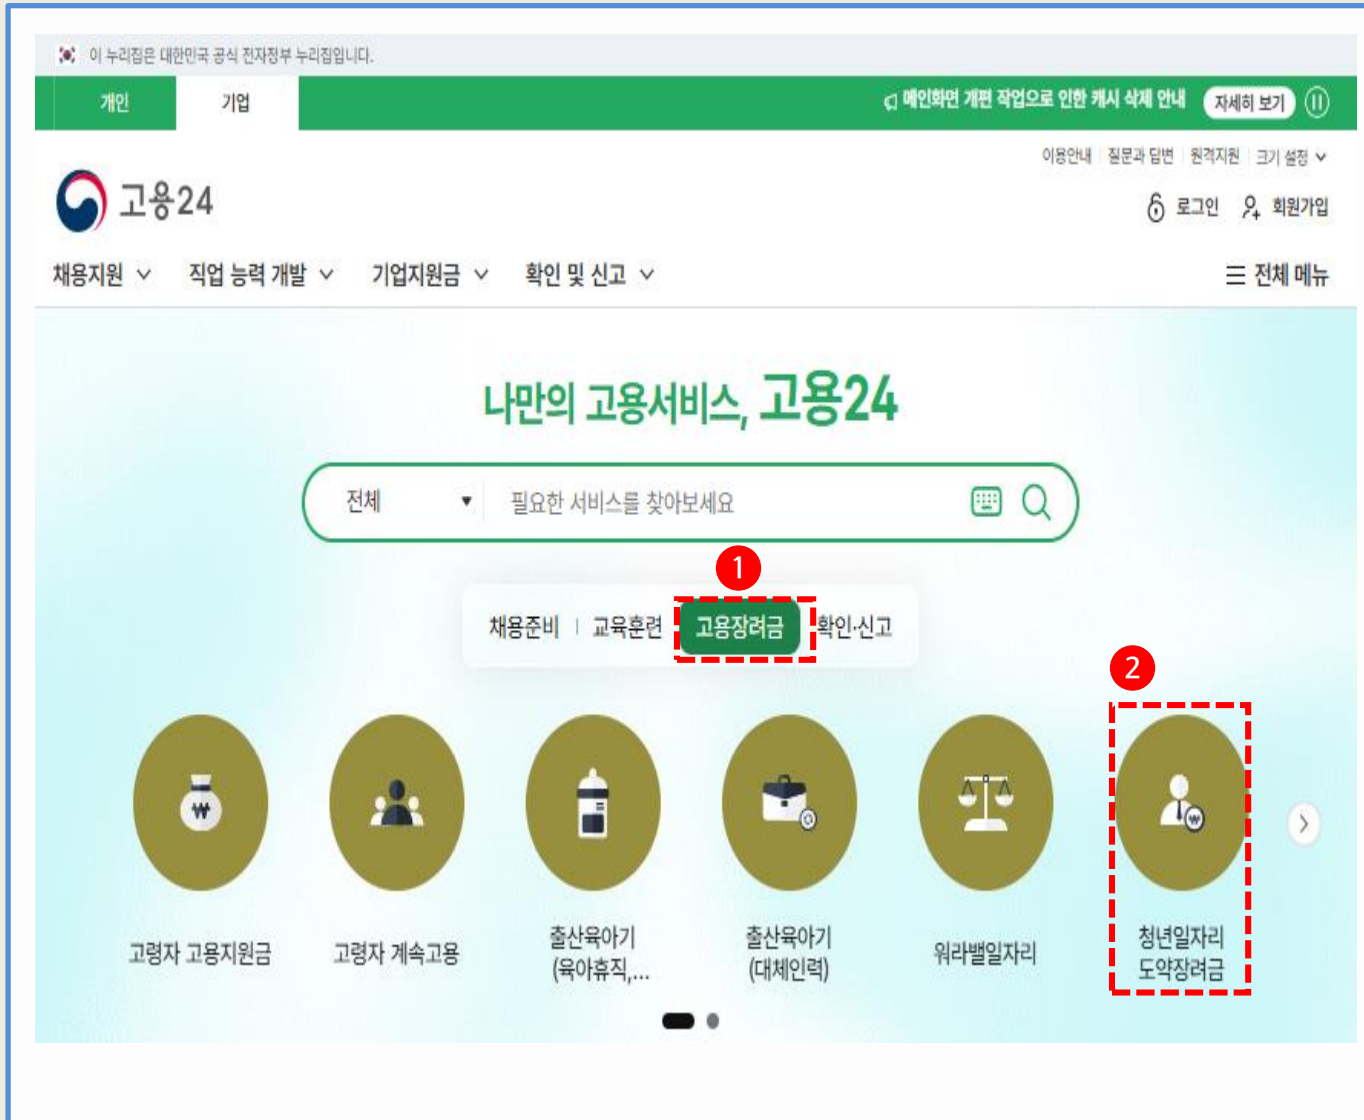 이 누리집은 대한민국 공식 전자정부 누리집입니다.
개인 기업 메인화면 개편 작업으로 인한 캐시 삭제 안내 자세히 보기
이용안내 질문과 답변 원격지원 크기 설정
고용24 로그인 회원가입
채용지원 직업 능력 개발 기업지원금 확인 및 신고 전체 메뉴
나만의 고용서비스, 고용24
전체 필요한 서비스를 찾아보세요
1
채용준비 교육훈련 고용장려금 확인·신고
2
고령자 고용지원금
고령자 계속고용
출산육아기
(육아휴직,...
출산육아기
(대체인력)
워라밸일자리
청년일자리
도약장려금